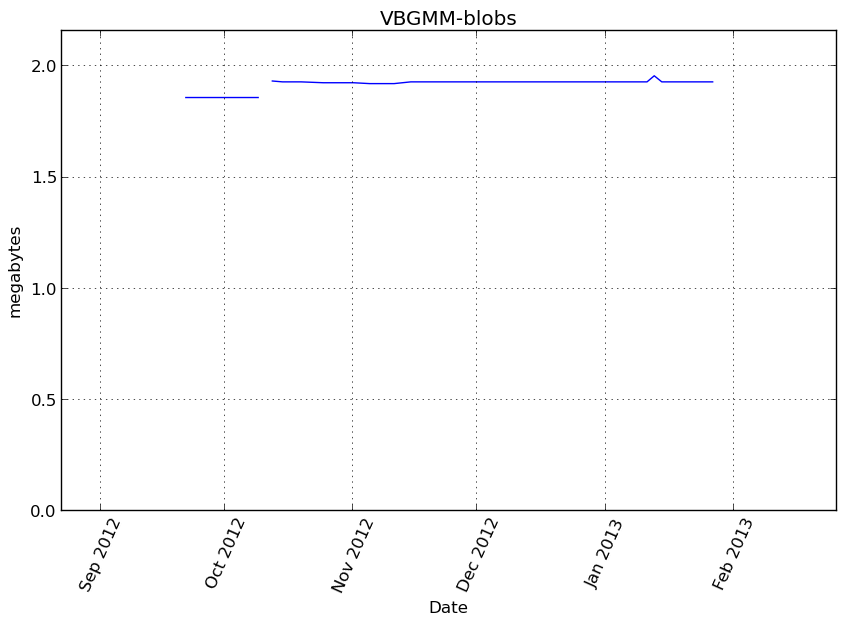 VBGMM-blobs
2.0
1.5
1.0
0.5
0.0
megabytes
Sep 2012
Oct 2012
Nov 2012
Dec 2012
Jan 2013
Feb 2013
Date